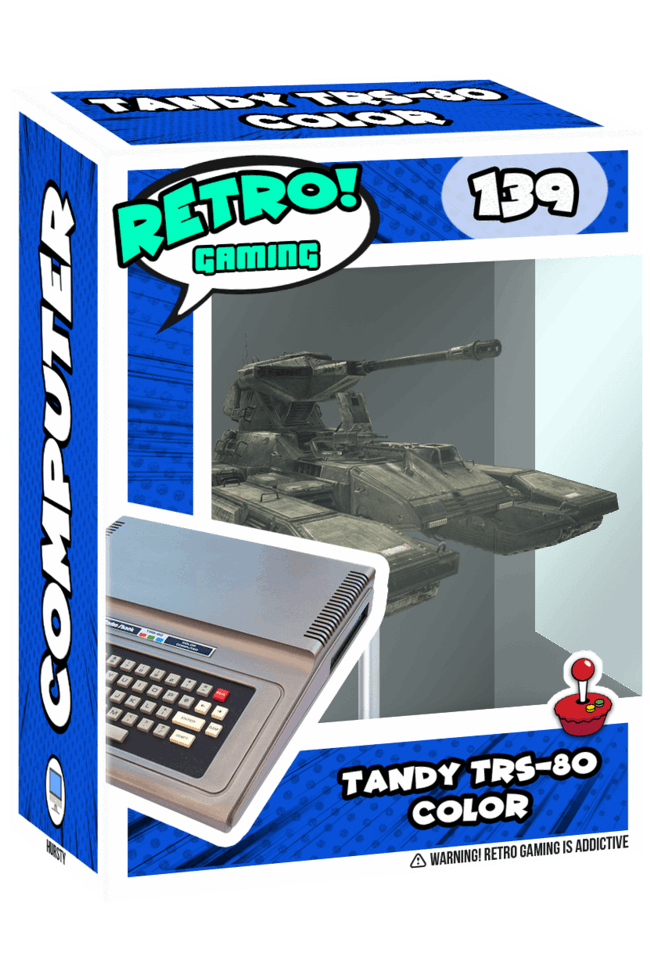 TANDY TRS-80
COLOR
RETRO!
GAMING
139
COMPUTER
TANDY TRS-80
COLOR
WARNING! RETRO GAMING IS ADDICTIVE
HURSTY